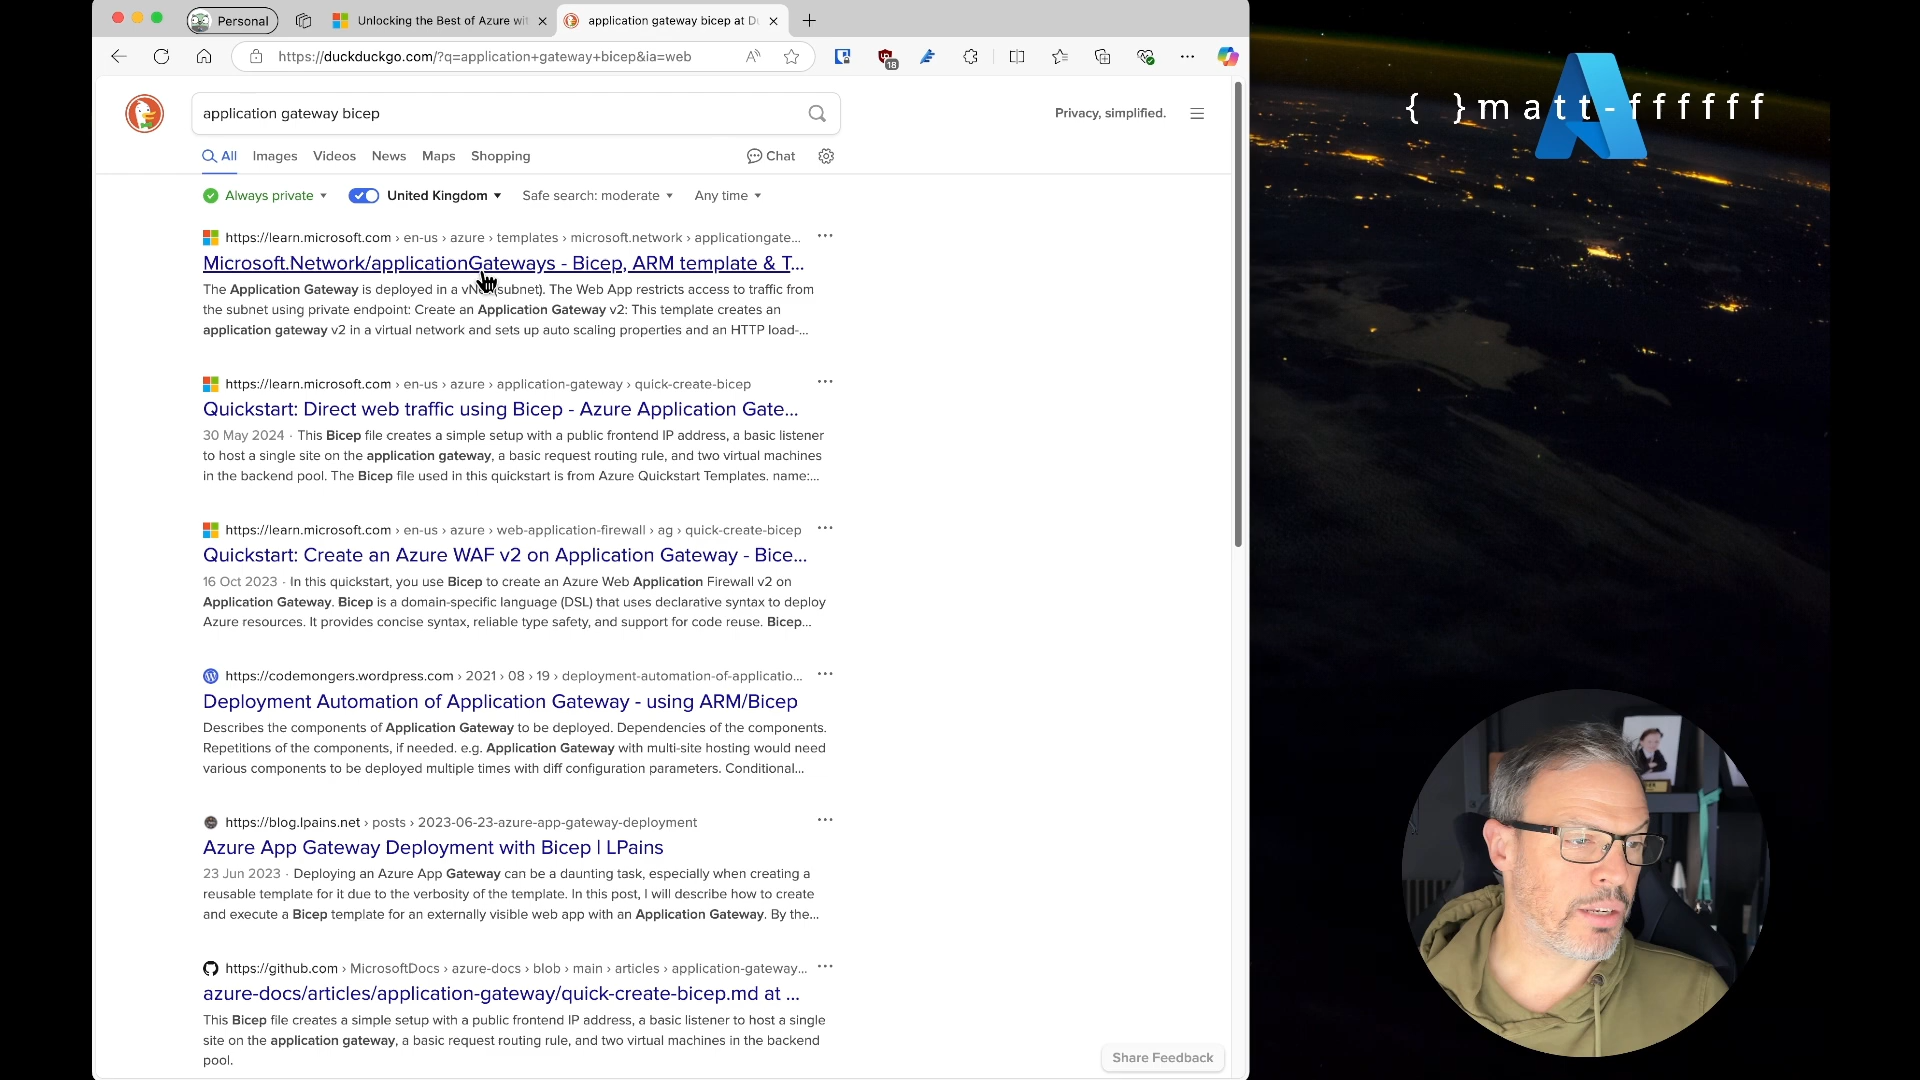 Personal
Unlocking the Best of Azure wit
application gateway bicep at D
https://duckduckgo.com/?q=application+gateway+bicep&ia=web
18
application gateway bicep
Privacy, simplified.
All Images Videos News Maps Shopping Chat
Always private United Kingdom Safe search: moderate Any time
https://learn.microsoft.com › en-us › azure › templates › microsoft.network › applicationgate...
Microsoft.Network/applicationGateways - Bicep, ARM template & T...
The Application Gateway is deployed in a vNet (subnet). The Web App restricts access to traffic from
the subnet using private endpoint: Create an Application Gateway v2: This template creates an
application gateway v2 in a virtual network and sets up auto scaling properties and an HTTP load-...
https://learn.microsoft.com › en-us › azure › application-gateway › quick-create-bicep
Quickstart: Direct web traffic using Bicep - Azure Application Gate...
30 May 2024 · This Bicep file creates a simple setup with a public frontend IP address, a basic listener
to host a single site on the application gateway, a basic request routing rule, and two virtual machines
in the backend pool. The Bicep file used in this quickstart is from Azure Quickstart Templates. name:...
https://learn.microsoft.com › en-us › azure › web-application-firewall › ag › quick-create-bicep
Quickstart: Create an Azure WAF v2 on Application Gateway - Bice...
16 Oct 2023 · In this quickstart, you use Bicep to create an Azure Web Application Firewall v2 on
Application Gateway. Bicep is a domain-specific language (DSL) that uses declarative syntax to deploy
Azure resources. It provides concise syntax, reliable type safety, and support for code reuse. Bicep...
https://codemongers.wordpress.com › 2021 › 08 › 19 › deployment-automation-of-applicatio...
Deployment Automation of Application Gateway - using ARM/Bicep
Describes the components of Application Gateway to be deployed. Dependencies of the components.
Repetitions of the components, if needed. e.g. Application Gateway with multi-site hosting would need
various components to be deployed multiple times with diff configuration parameters. Conditional...
https://blog.lpains.net › posts › 2023-06-23-azure-app-gateway-deployment
Azure App Gateway Deployment with Bicep | LPains
23 Jun 2023 · Deploying an Azure App Gateway can be a daunting task, especially when creating a
reusable template for it due to the verbosity of the template. In this post, I will describe how to create
and execute a Bicep template for an externally visible web app with an Application Gateway. By the...
https://github.com › MicrosoftDocs › azure-docs › blob › main › articles › application-gateway...
azure-docs/articles/application-gateway/quick-create-bicep.md at ...
This Bicep file creates a simple setup with a public frontend IP address, a basic listener to host a single
site on the application gateway, a basic request routing rule, and two virtual machines in the backend
pool.
Share Feedback
{ }matt-ffffff